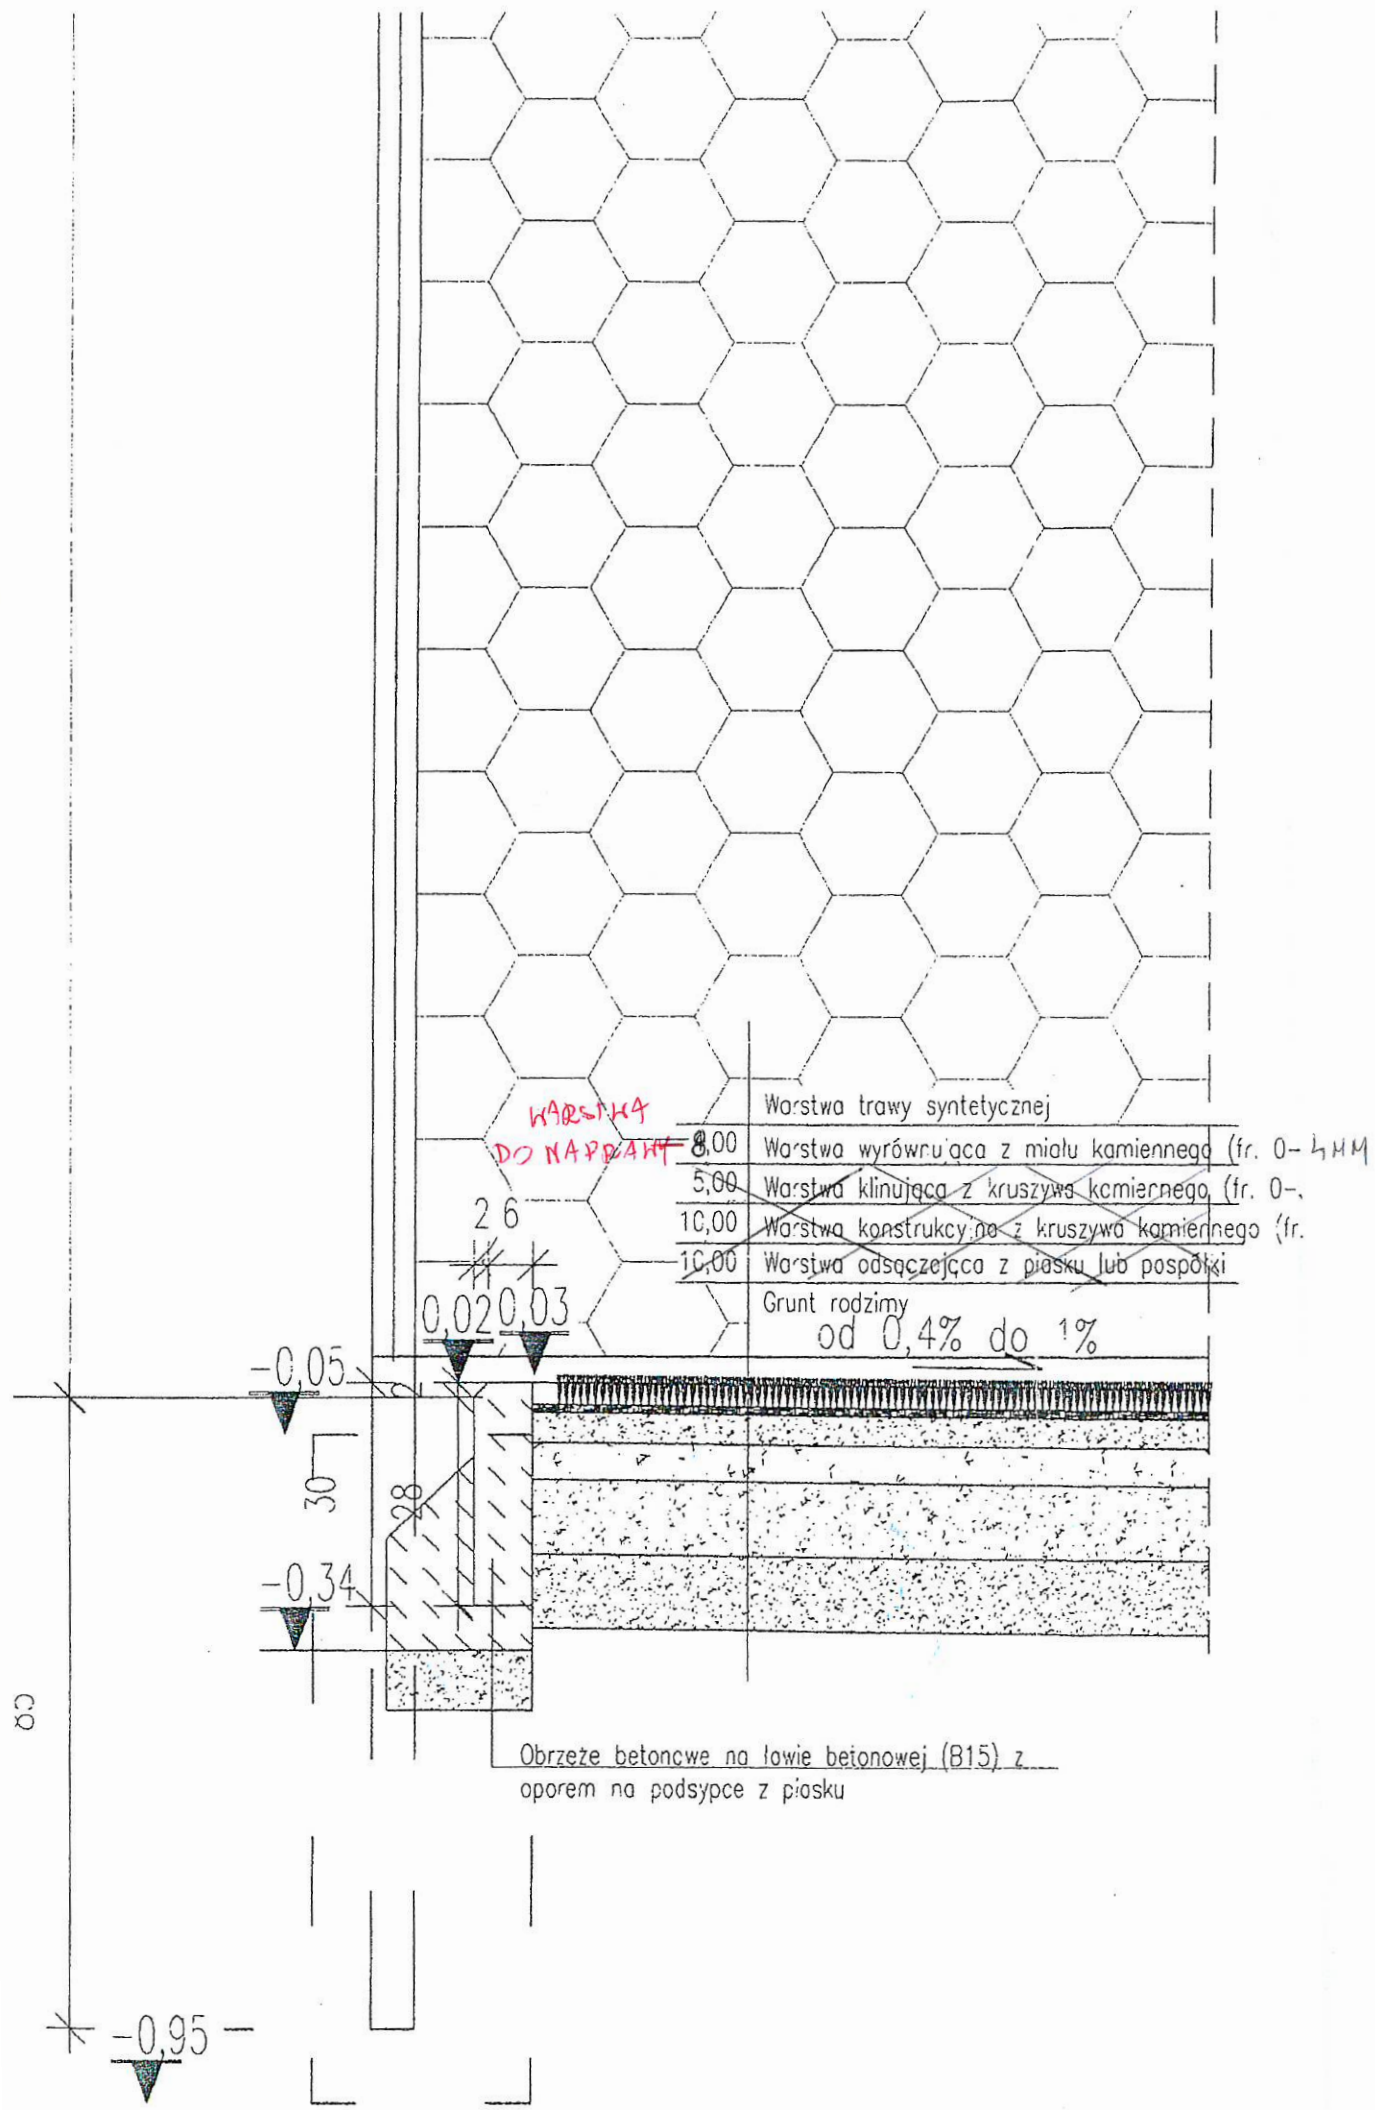 Warstwa trawy syntetycznej
WARSTWA
DO NAPRAWY 8,00 Warstwa wyrównująca z miału kamiennego (fr. 0-4MM
5,00 Warstwa klinująca z kruszywa kamiennego (fr. 0-
10,00 Warstwa konstrukcyjna z kruszywa kamiennego (fr.
10,00 Warstwa odsączająca z piasku lub pospółki
Grunt rodzimy
od 0,4% do 1%
2 6
0,02 0,03
-0,05
2
30
28
-0,34
Obrzeże betonowe na ławie betonowej (B15) z
oporem na podsypce z piasku
-0,95